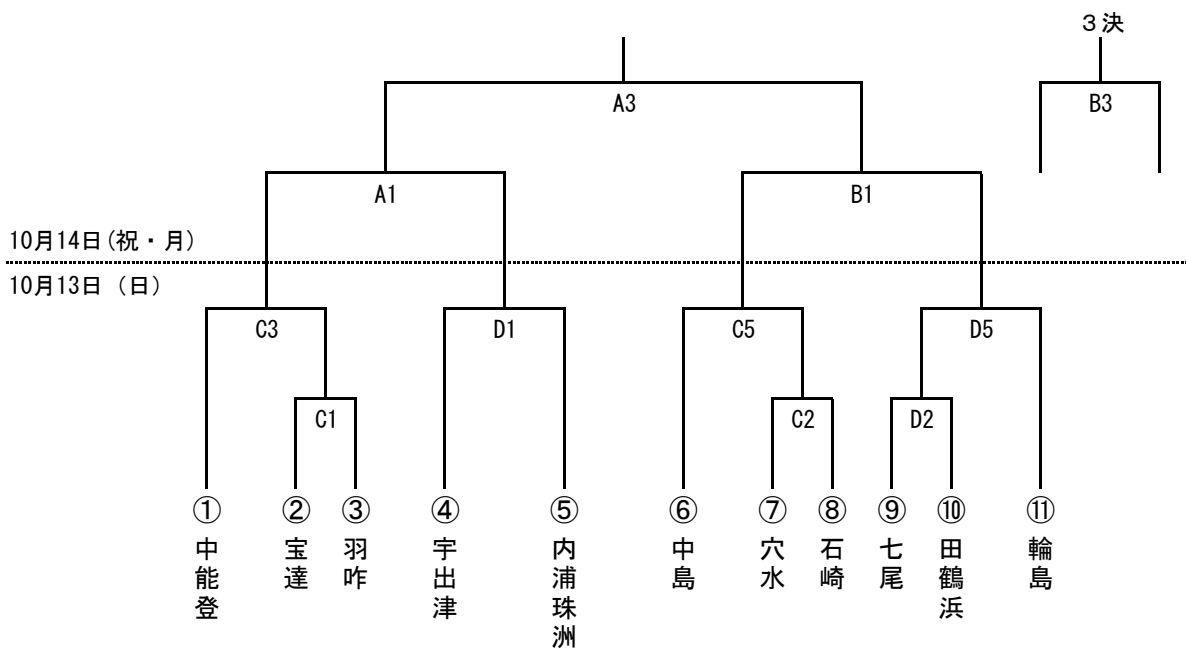 3決
A3
B3
A1
B1
10月14日(祝・月)
10月13日（日）
C3
D1
C5
D5
C1
C2
D2
①
②
③
④
⑤
⑥
⑦
⑧
⑨
⑩
⑪
中能登
宝達
羽咋
宇出津
内浦珠洲
中島
穴水
石崎
七尾
田鶴浜
輪島